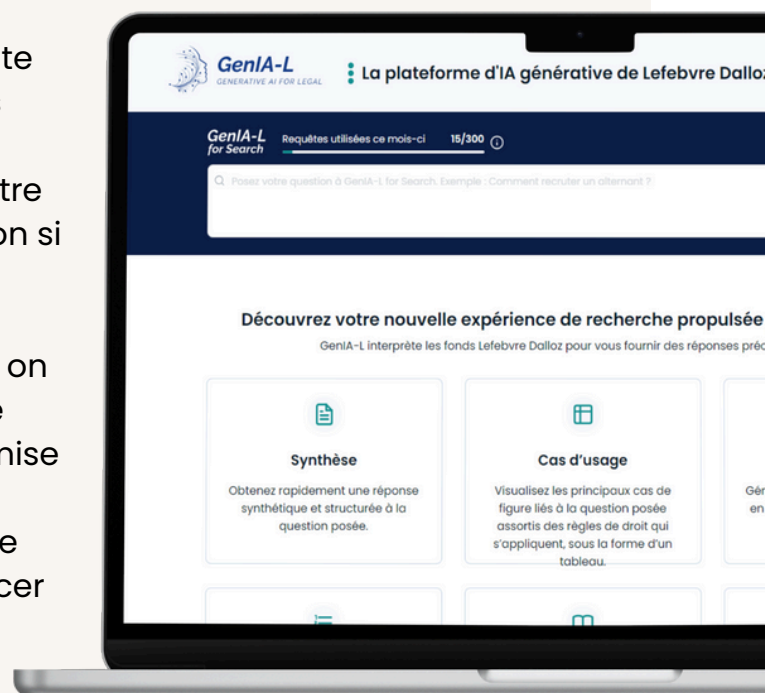 te
tre
on si
on
e
nise
e
cer
GenIA-L
GENERATIVE AI FOR LEGAL
La plateforme d'IA générative de Lefebvre Dalloz
GenIA-L
for Search
Requêtes utilisées ce mois-ci 15/300
Posez votre question à GenIA-L for Search. Exemple : Comment recruter un alternant ?
Découvrez votre nouvelle expérience de recherche propulsée
GenIA-L interprète les fonds Lefebvre Dalloz pour vous fournir des réponses préc
Synthèse
Obtenez rapidement une réponse
synthétique et structurée à la
question posée.
Cas d'usage
Visualisez les principaux cas de
figure liés à la question posée
assortis des règles de droit qui
s'appliquent, sous la forme d'un
tableau.
Gér
en